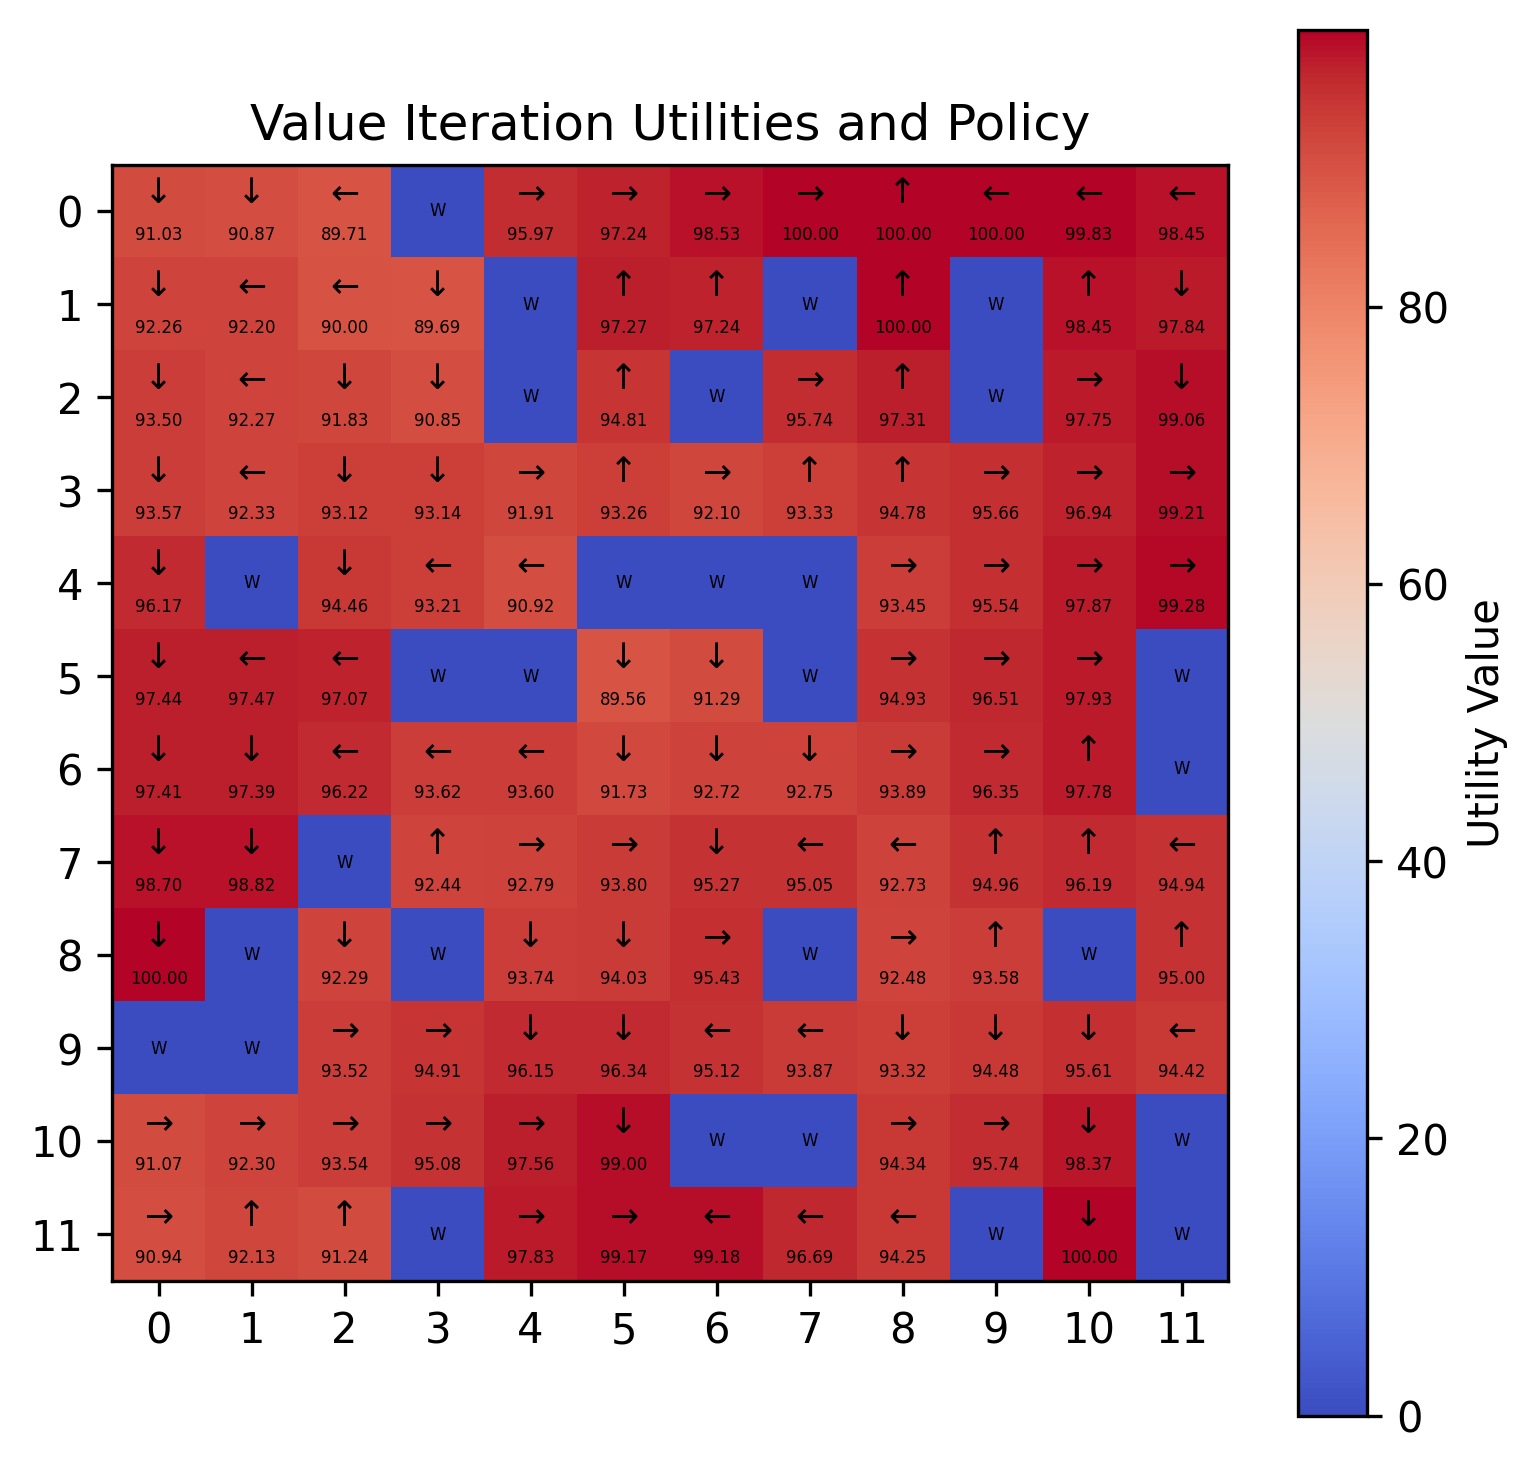 Value Iteration Utilities and Policy
0 ↓ ↓ ← W → → → → ↑ ← ← ←
91.03 90.87 89.71 95.97 97.24 98.53 100.00 100.00 100.00 99.83 98.45
1 ↓ ← ← ↓ W ↑ ↑ W ↑ W ↑ ↓
92.26 92.20 90.00 89.69 97.27 97.24 100.00 98.45 97.84
2 ↓ ← ↓ ↓ W ↑ W → ↑ W → ↓
93.50 92.27 91.83 90.85 94.81 95.74 97.31 97.75 99.06
3 ↓ ← ↓ ↓ → ↑ → ↑ ↑ → → →
93.57 92.33 93.12 93.14 91.91 93.26 92.10 93.33 94.78 95.66 96.94 99.21
4 ↓ W ↓ ← ← W W W → → → →
96.17 94.46 93.21 90.92 93.45 95.54 97.87 99.28
5 ↓ ← ← W W ↓ ↓ W → → → W
97.44 97.47 97.07 89.56 91.29 94.93 96.51 97.93
6 ↓ ↓ ← ← ← ↓ ↓ ↓ → → ↑ W
97.41 97.39 96.22 93.62 93.60 91.73 92.72 92.75 93.89 96.35 97.78
7 ↓ ↓ W ↑ → → ↓ ← ← ↑ ↑ ←
98.70 98.82 92.44 92.79 93.80 95.27 95.05 92.73 94.96 96.19 94.94
8 ↓ W ↓ W ↓ ↓ → W → ↑ W ↑
100.00 92.29 93.74 94.03 95.43 92.48 93.58 95.00
9 W W → → ↓ ↓ ← ← ↓ ↓ ↓ ←
93.52 94.91 96.15 96.34 95.12 93.87 93.32 94.48 95.61 94.42
10 → → → → → ↓ W W → → ↓ W
91.07 92.30 93.54 95.08 97.56 99.00 94.34 95.74 98.37
11 → ↑ ↑ W → → ← ← ← W ↓ W
90.94 92.13 91.24 97.83 99.17 99.18 96.69 94.25 100.00
0 1 2 3 4 5 6 7 8 9 10 11
80
60
40
20
0
Utility Value